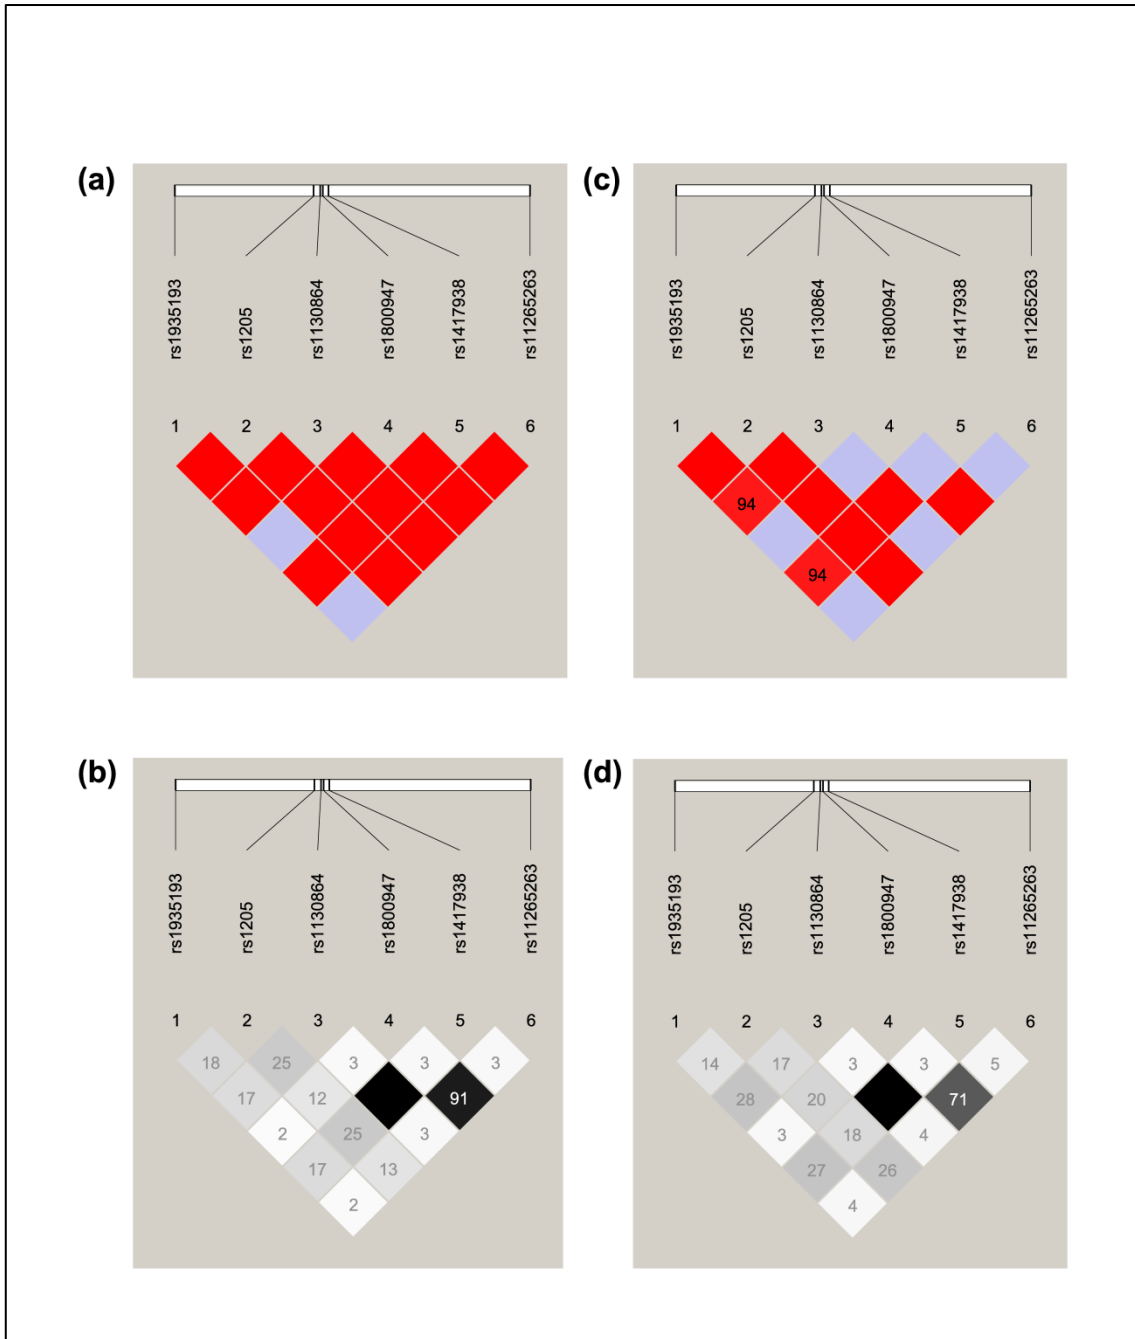 (a)
rs1935193
rs1205
rs1130864
rs1800947
rs1417938
rs11265263
1 2 3 4 5 6
(c)
rs1935193
rs1205
rs1130864
rs1800947
rs1417938
rs11265263
1 2 3 4 5 6
94
94
(b)
rs1935193
rs1205
rs1130864
rs1800947
rs1417938
rs11265263
1 2 3 4 5 6
18 25 3 3 3
17 12 91
2 25 3
17 13
2
(d)
rs1935193
rs1205
rs1130864
rs1800947
rs1417938
rs11265263
1 2 3 4 5 6
14 17 3 3 5
28 20 71
3 18 4
27 26
4